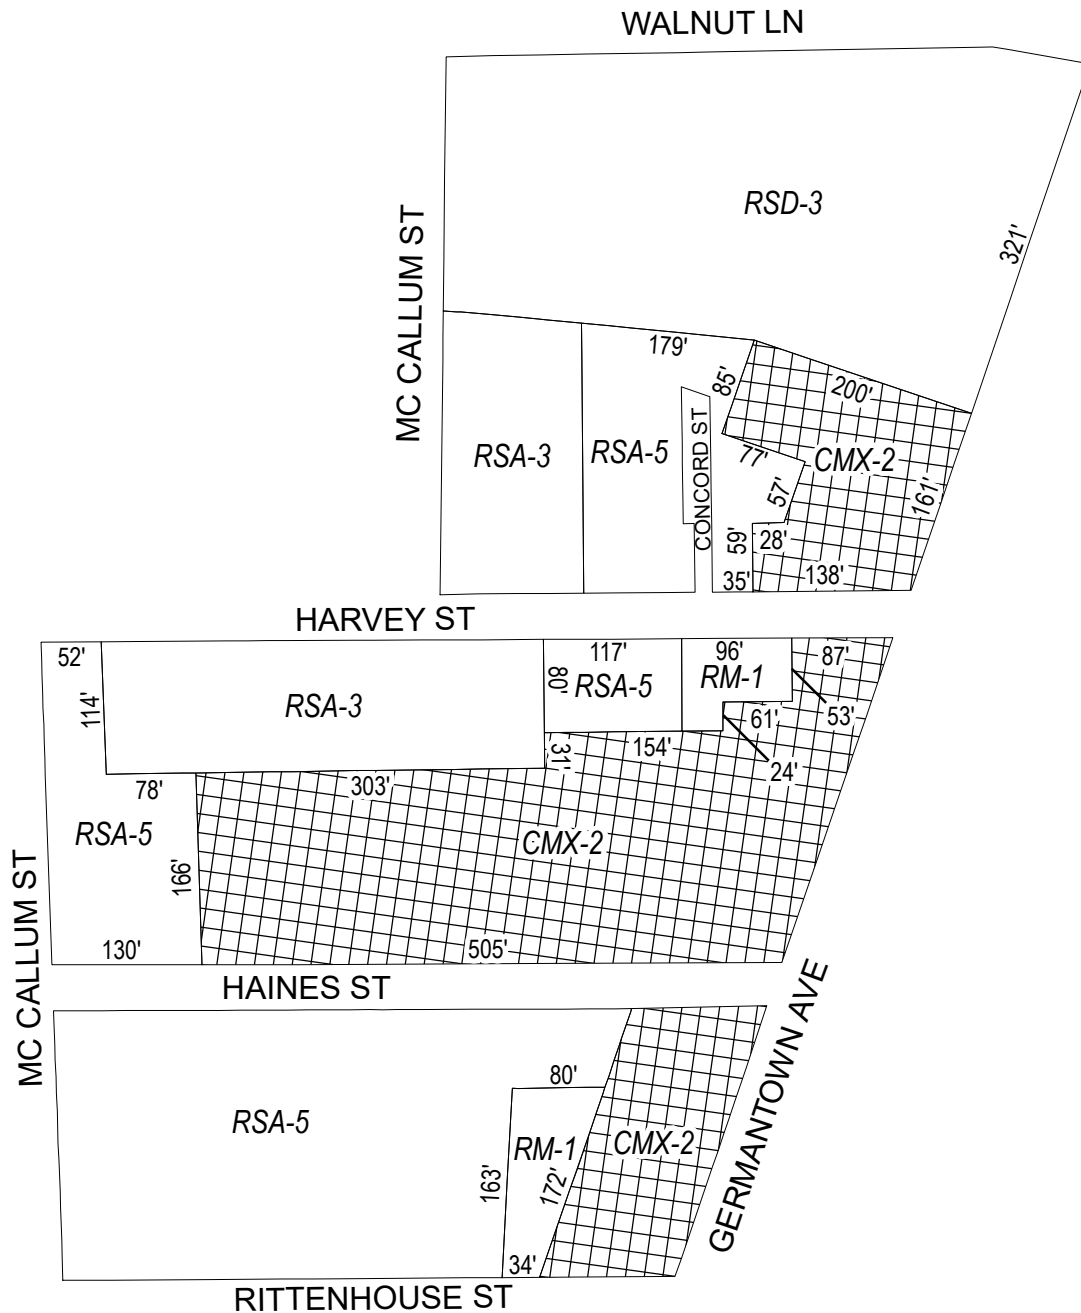 WALNUT LN
RSD-3
321'
MC CALLUM ST
179'
85'
200'
RSA-3
RSA-5
CONCORD ST
77'
CMX-2
57'
161'
59'
28'
35'
138'
HARVEY ST
52'
117'
96'
87'
114'
RSA-3
80'
RSA-5
RM-1
61'
53'
31'
154'
24'
78'
303'
RSA-5
CMX-2
166'
MC CALLUM ST
130'
505'
HAINES ST
GERMANTOWN AVE
80'
RSA-5
RM-1
CMX-2
163'
172'
34'
RITTENHOUSE ST